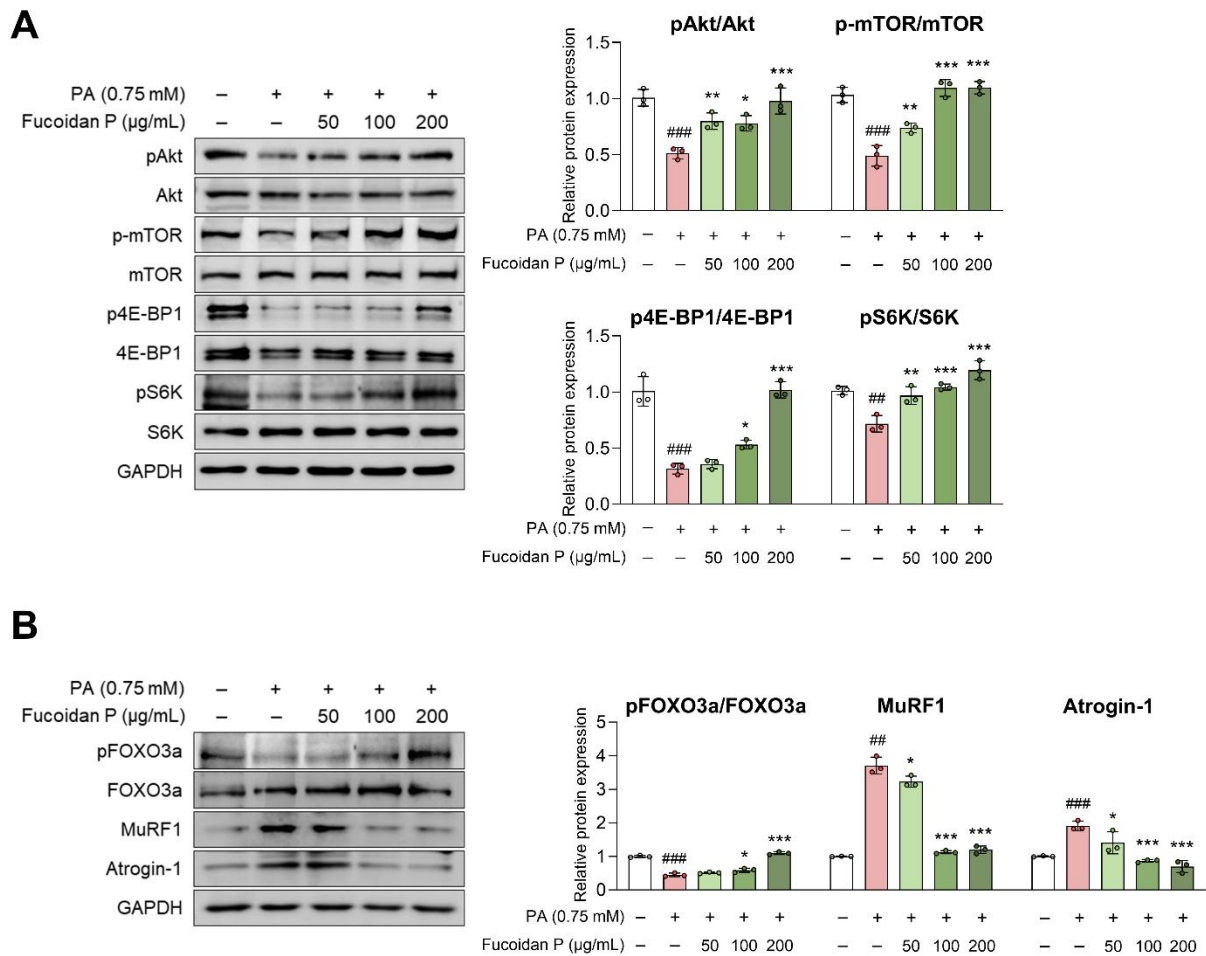 A
PA (0.75 mM) – + + + +
Fucoidan P (µg/mL) – – 50 100 200
pAkt
Akt
p-mTOR
mTOR
p4E-BP1
4E-BP1
pS6K
S6K
GAPDH
pAkt/Akt p-mTOR/mTOR
Relative protein expression
1.5
1.0
0.5
0.0
### ** * ***
### ** *** ***
PA (0.75 mM) – + + + + – + + + +
Fucoidan P (µg/mL) – – 50 100 200 – – 50 100 200
p4E-BP1/4E-BP1 pS6K/S6K
Relative protein expression
1.5
1.0
0.5
0.0
### * ***
## ** *** ***
PA (0.75 mM) – + + + + – + + + +
Fucoidan P (µg/mL) – – 50 100 200 – – 50 100 200
B
PA (0.75 mM) – + + + +
Fucoidan P (µg/mL) – – 50 100 200
pFOXO3a
FOXO3a
MuRF1
Atrogin-1
GAPDH
pFOXO3a/FOXO3a MuRF1 Atrogin-1
Relative protein expression
5
4
3
2
1
0
### * ***
## * *** ***
### * *** ***
PA (0.75 mM) – + + + + – + + + + – + + + +
Fucoidan P (µg/mL) – – 50 100 200 – – 50 100 200 – – 50 100 200